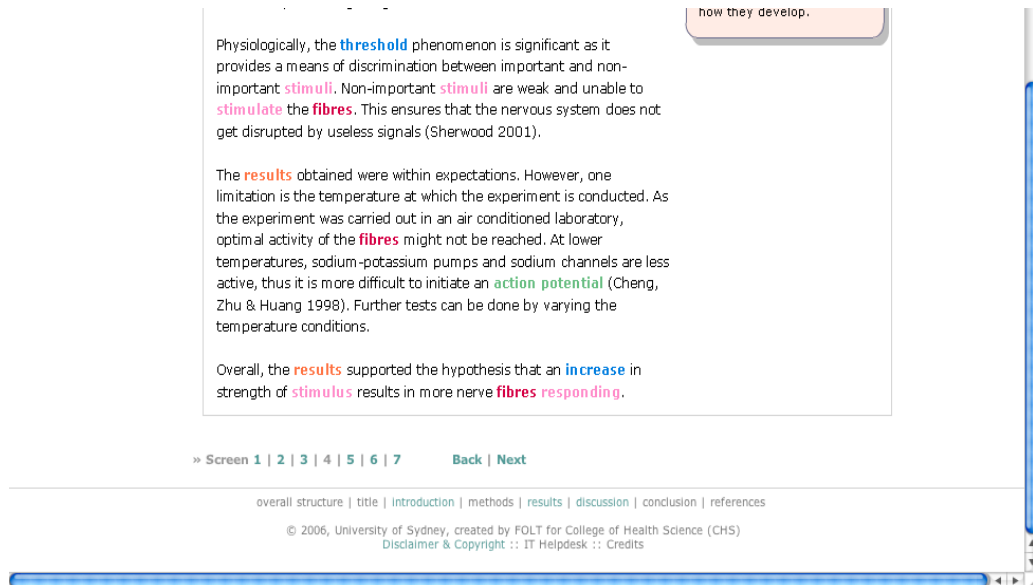 how they develop.
Physiologically, the threshold phenomenon is significant as it
provides a means of discrimination between important and non-
important stimuli. Non-important stimuli are weak and unable to
stimulate the fibres. This ensures that the nervous system does not
get disrupted by useless signals (Sherwood 2001).
The results obtained were within expectations. However, one
limitation is the temperature at which the experiment is conducted. As
the experiment was carried out in an air conditioned laboratory,
optimal activity of the fibres might not be reached. At lower
temperatures, sodium-potassium pumps and sodium channels are less
active, thus it is more difficult to initiate an action potential (Cheng,
Zhu & Huang 1998). Further tests can be done by varying the
temperature conditions.
Overall, the results supported the hypothesis that an increase in
strength of stimulus results in more nerve fibres responding.
» Screen 1 | 2 | 3 | 4 | 5 | 6 | 7 Back | Next
overall structure | title | introduction | methods | results | discussion | conclusion | references
© 2006, University of Sydney, created by FOLT for College of Health Science (CHS)
Disclaimer & Copyright :: IT Helpdesk :: Credits